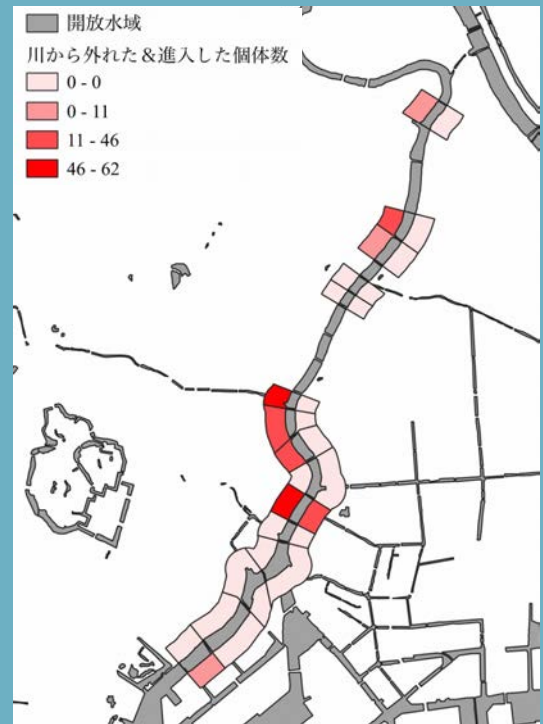 開放水域
川から外れた＆進入した個体数
0 - 0
0 - 11
11 - 46
46 - 62